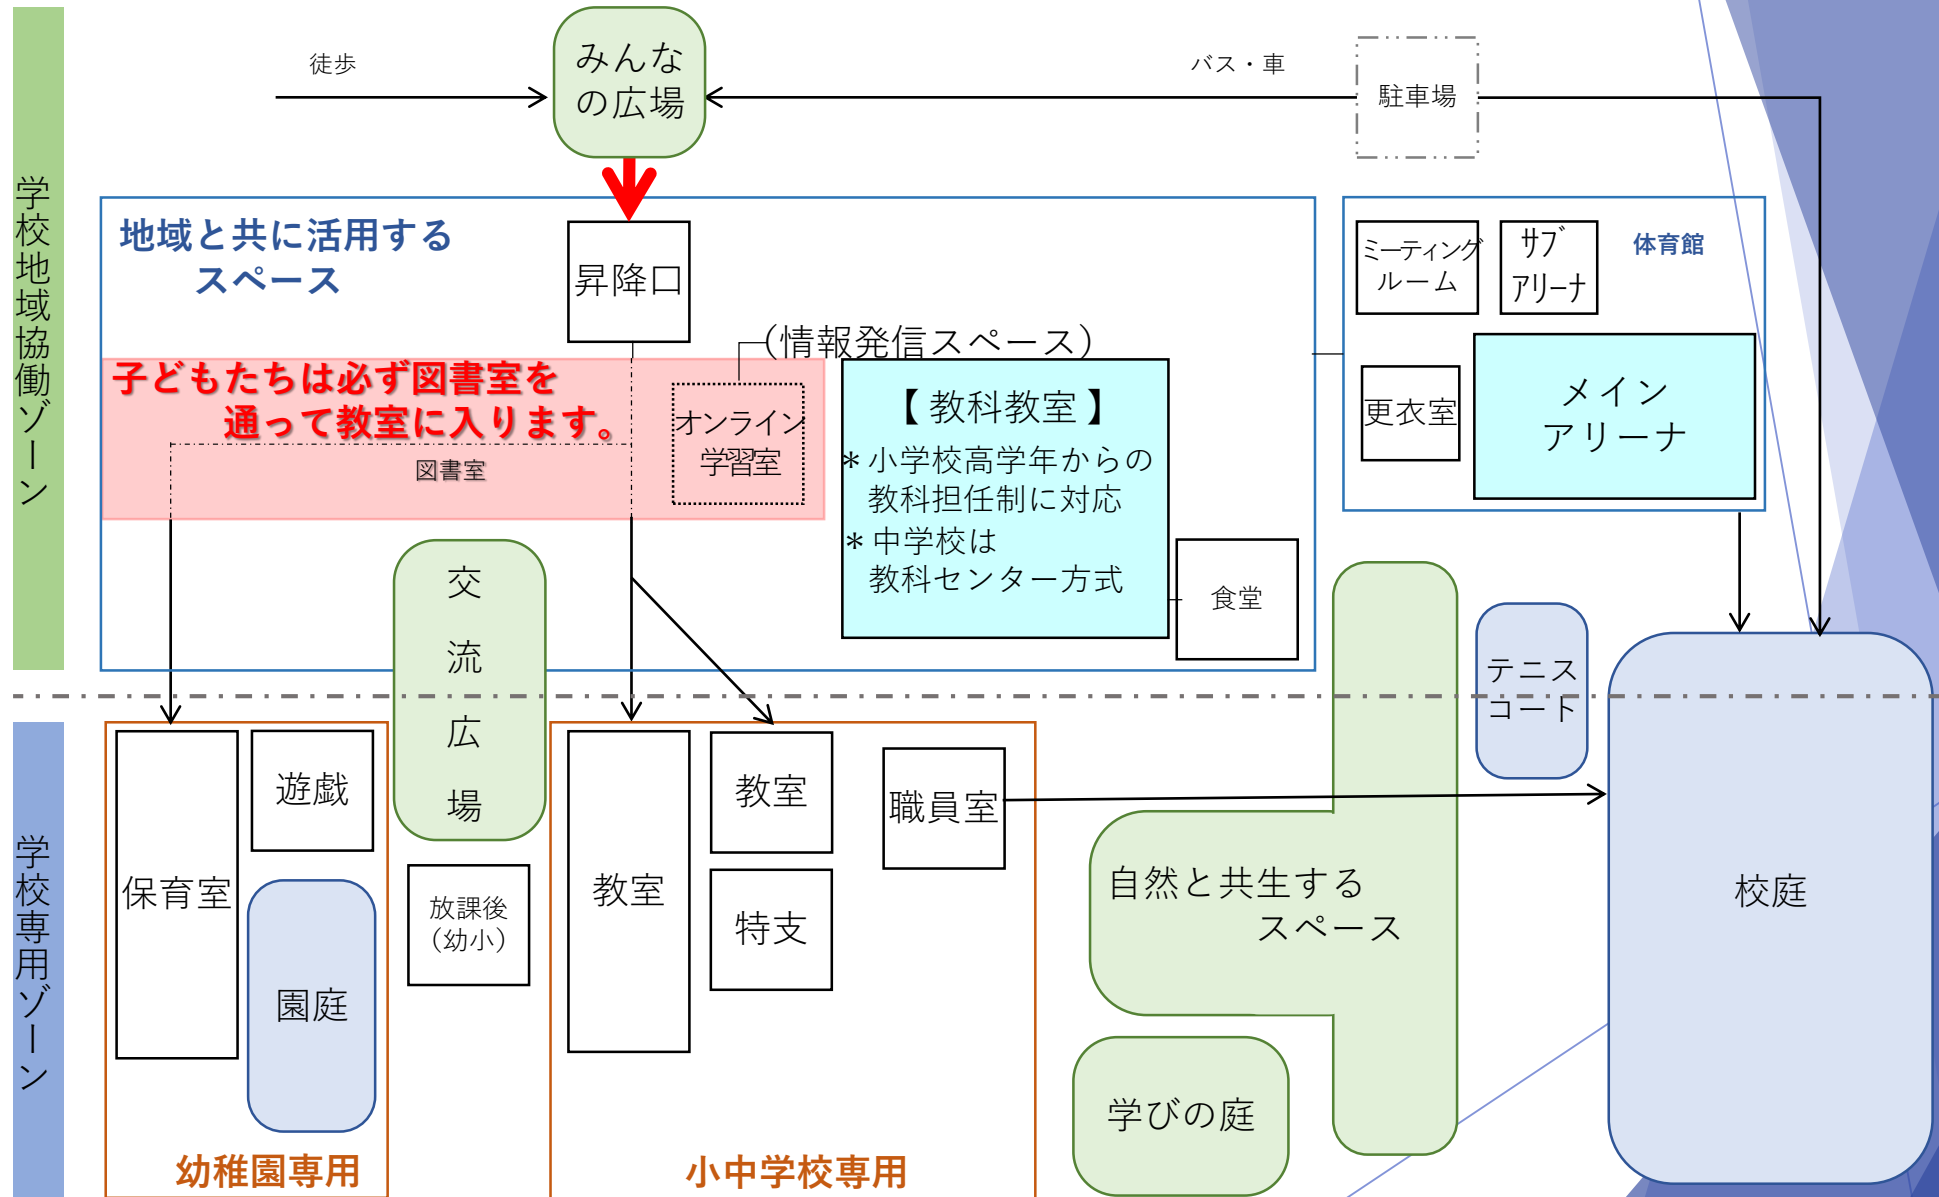 学校地域協働ゾーン
徒歩
みんな
の広場
バス・車
駐車場
地域と共に活用する
スペース
昇降口
(情報発信スペース)
子どもたちは必ず図書室を
通って教室に入ります。
図書室
オンライン
学習室
【教科教室】
＊小学校高学年からの
教科担任制に対応
＊中学校は
教科センター方式
食堂
ミーティング
ルーム
サブ
アリーナ
体育館
更衣室
メイン
アリーナ
交流広場
テニス
コート
学校専用ゾーン
保育室
遊戯
園庭
幼稚園専用
放課後
(幼小)
教室
教室
特支
職員室
小中学校専用
自然と共生する
スペース
学びの庭
校庭